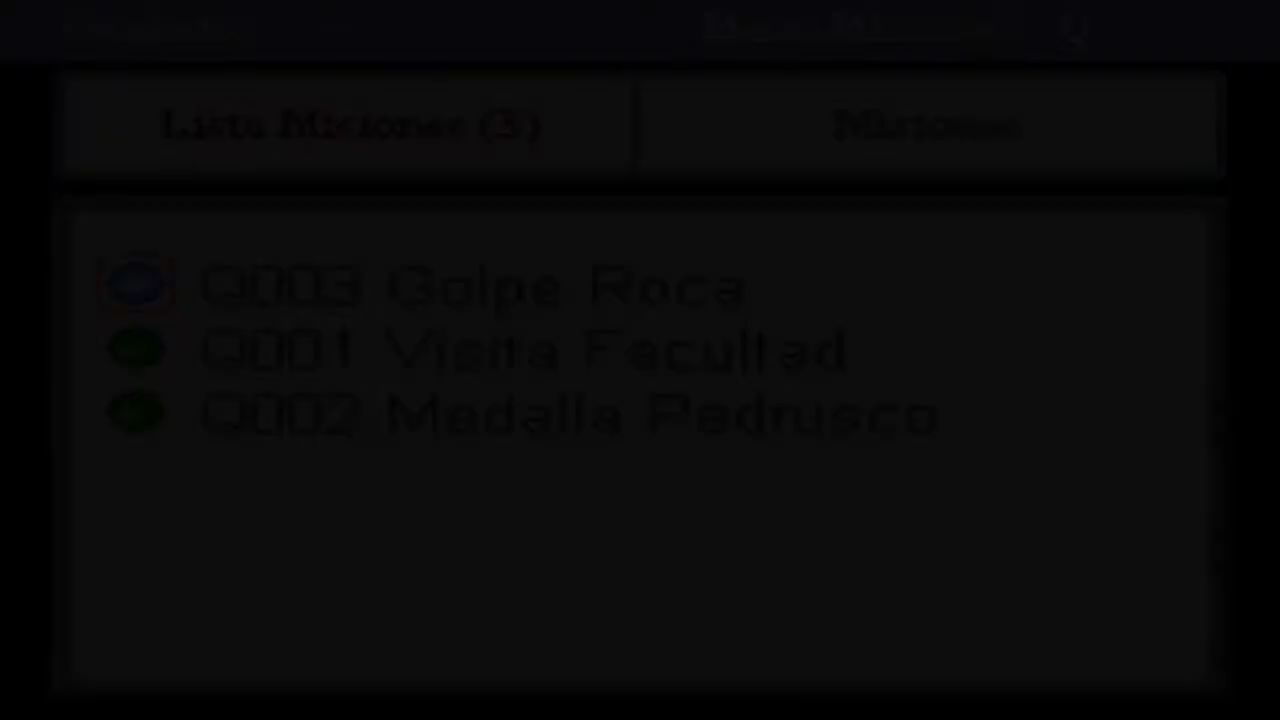 Lista Misiones (3)
Misiones
Q003 Golpe Roca
Q001 Visita Facultad
Q002 Medalla Pedrusco